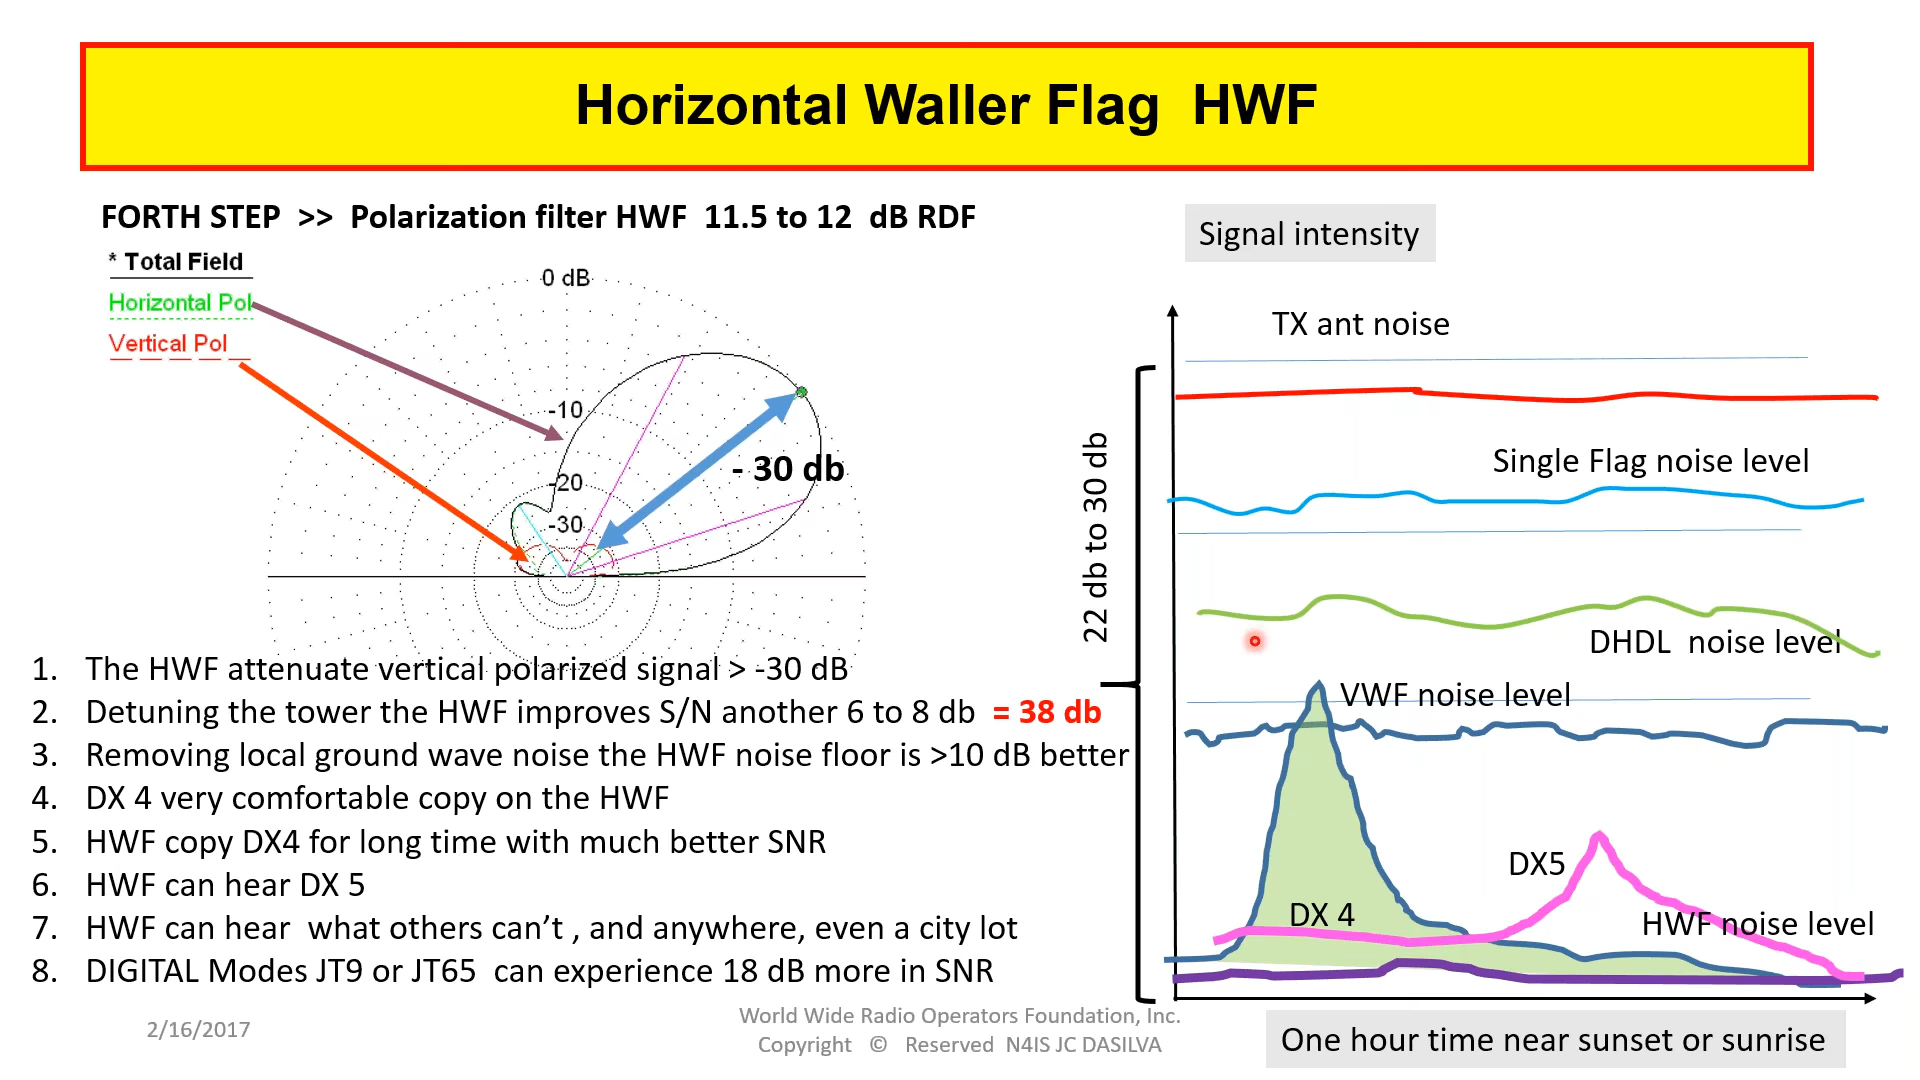 Horizontal Waller Flag  HWF
FORTH STEP  >>  Polarization filter HWF  11.5 to 12  dB RDF
* Total Field
Horizontal Pol
Vertical Pol
0 dB
-10
-20
-30
- 30 db
1. The HWF attenuate vertical polarized signal > -30 dB
2. Detuning the tower the HWF improves S/N another 6 to 8 db  = 38 db
3. Removing local ground wave noise the HWF noise floor is >10 dB better
4. DX 4 very comfortable copy on the HWF
5. HWF copy DX4 for long time with much better SNR
6. HWF can hear DX 5
7. HWF can hear  what others can’t , and anywhere, even a city lot
8. DIGITAL Modes JT9 or JT65  can experience 18 dB more in SNR
Signal intensity
TX ant noise
22 db to 30 db
Single Flag noise level
DHDL  noise level
VWF noise level
DX5
DX 4
HWF noise level
One hour time near sunset or sunrise
2/16/2017
World Wide Radio Operators Foundation, Inc.
Copyright   ©   Reserved  N4IS JC DASILVA